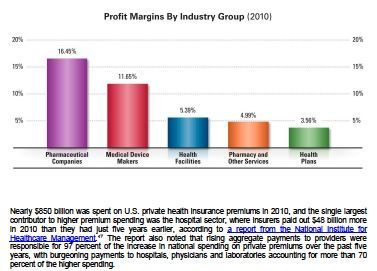 Profit Margins By Industry Group (2010)
20% 20%
15% 15%
10% 10%
5% 5%
16.45%
11.65%
5.39%
4.99%
3.56%
Pharmaceutical Companies
Medical Device Makers
Health Facilities
Pharmacy and Other Services
Health Plans
Nearly $850 billion was spent on U.S. private health insurance premiums in 2010, and the single largest
contributor to higher premium spending was the hospital sector, where insurers paid out $48 billion more
in 2010 than they had just five years earlier, according to a report from the National Institute for
Healthcare Management. The report also noted that rising aggregate payments to providers were
responsible for 97 percent of the increase in national spending on private premiums over the past five
years, with burgeoning payments to hospitals, physicians and laboratories accounting for more than 70
percent of the higher spending.